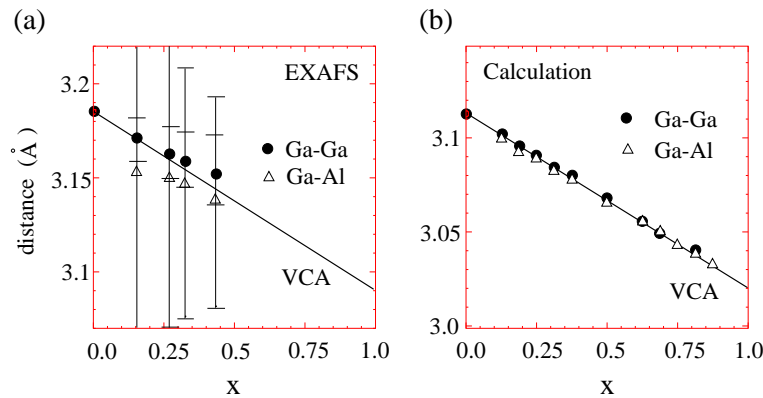 (a)
3.2
3.15
3.1
distance (Å)
EXAFS
Ga-Ga
Ga-Al
VCA
0.0 0.25 0.5 0.75 1.0
x
(b)
3.1
3.05
3.0
Calculation
Ga-Ga
Ga-Al
VCA
0.0 0.25 0.5 0.75 1.0
x